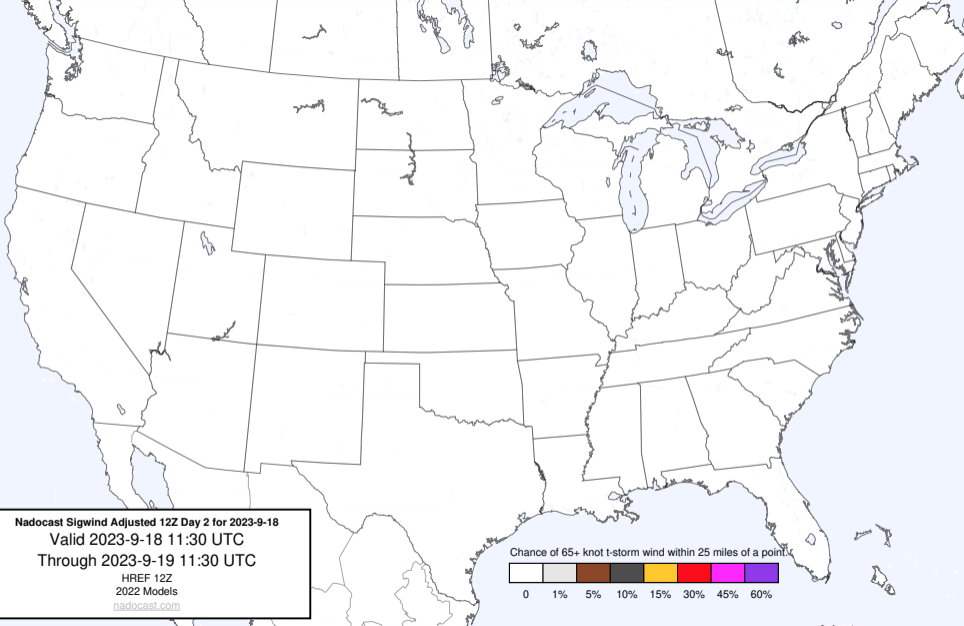 Nadocast Sigwind Adjusted 12Z Day 2 for 2023-9-18
Valid 2023-9-18 11:30 UTC
Through 2023-9-19 11:30 UTC
HREF 12Z
2022 Models
nadocast.com
Chance of 65+ knot t-storm wind within 25 miles of a point.
0 1% 5% 10% 15% 30% 45% 60%